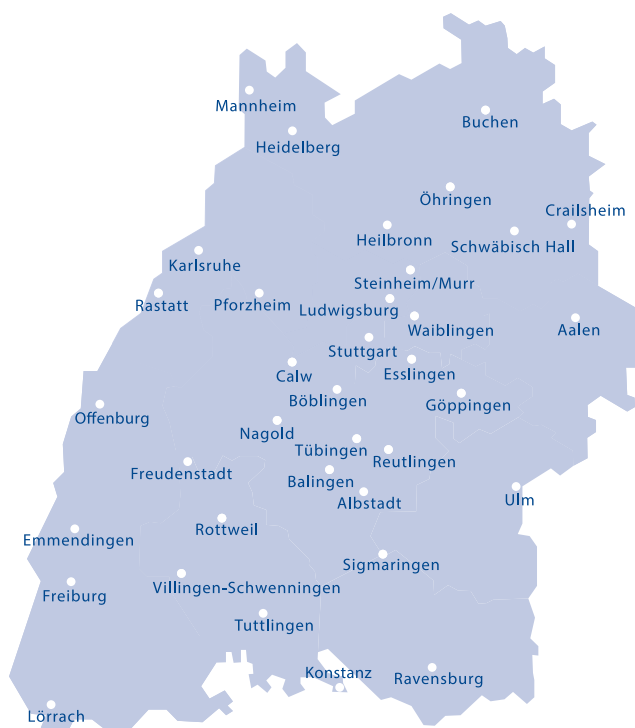 Mannheim
Buchen
Heidelberg
Öhringen
Crailsheim
Heilbronn
Schwäbisch Hall
Karlsruhe
Steinheim/Murr
Rastatt
Pforzheim
Ludwigsburg
Waiblingen
Aalen
Stuttgart
Esslingen
Calw
Böblingen
Göppingen
Offenburg
Nagold
Tübingen
Reutlingen
Freudenstadt
Balingen
Albstadt
Ulm
Rottweil
Emmendingen
Sigmaringen
Villingen-Schwenningen
Freiburg
Tuttlingen
Konstanz
Ravensburg
Lörrach